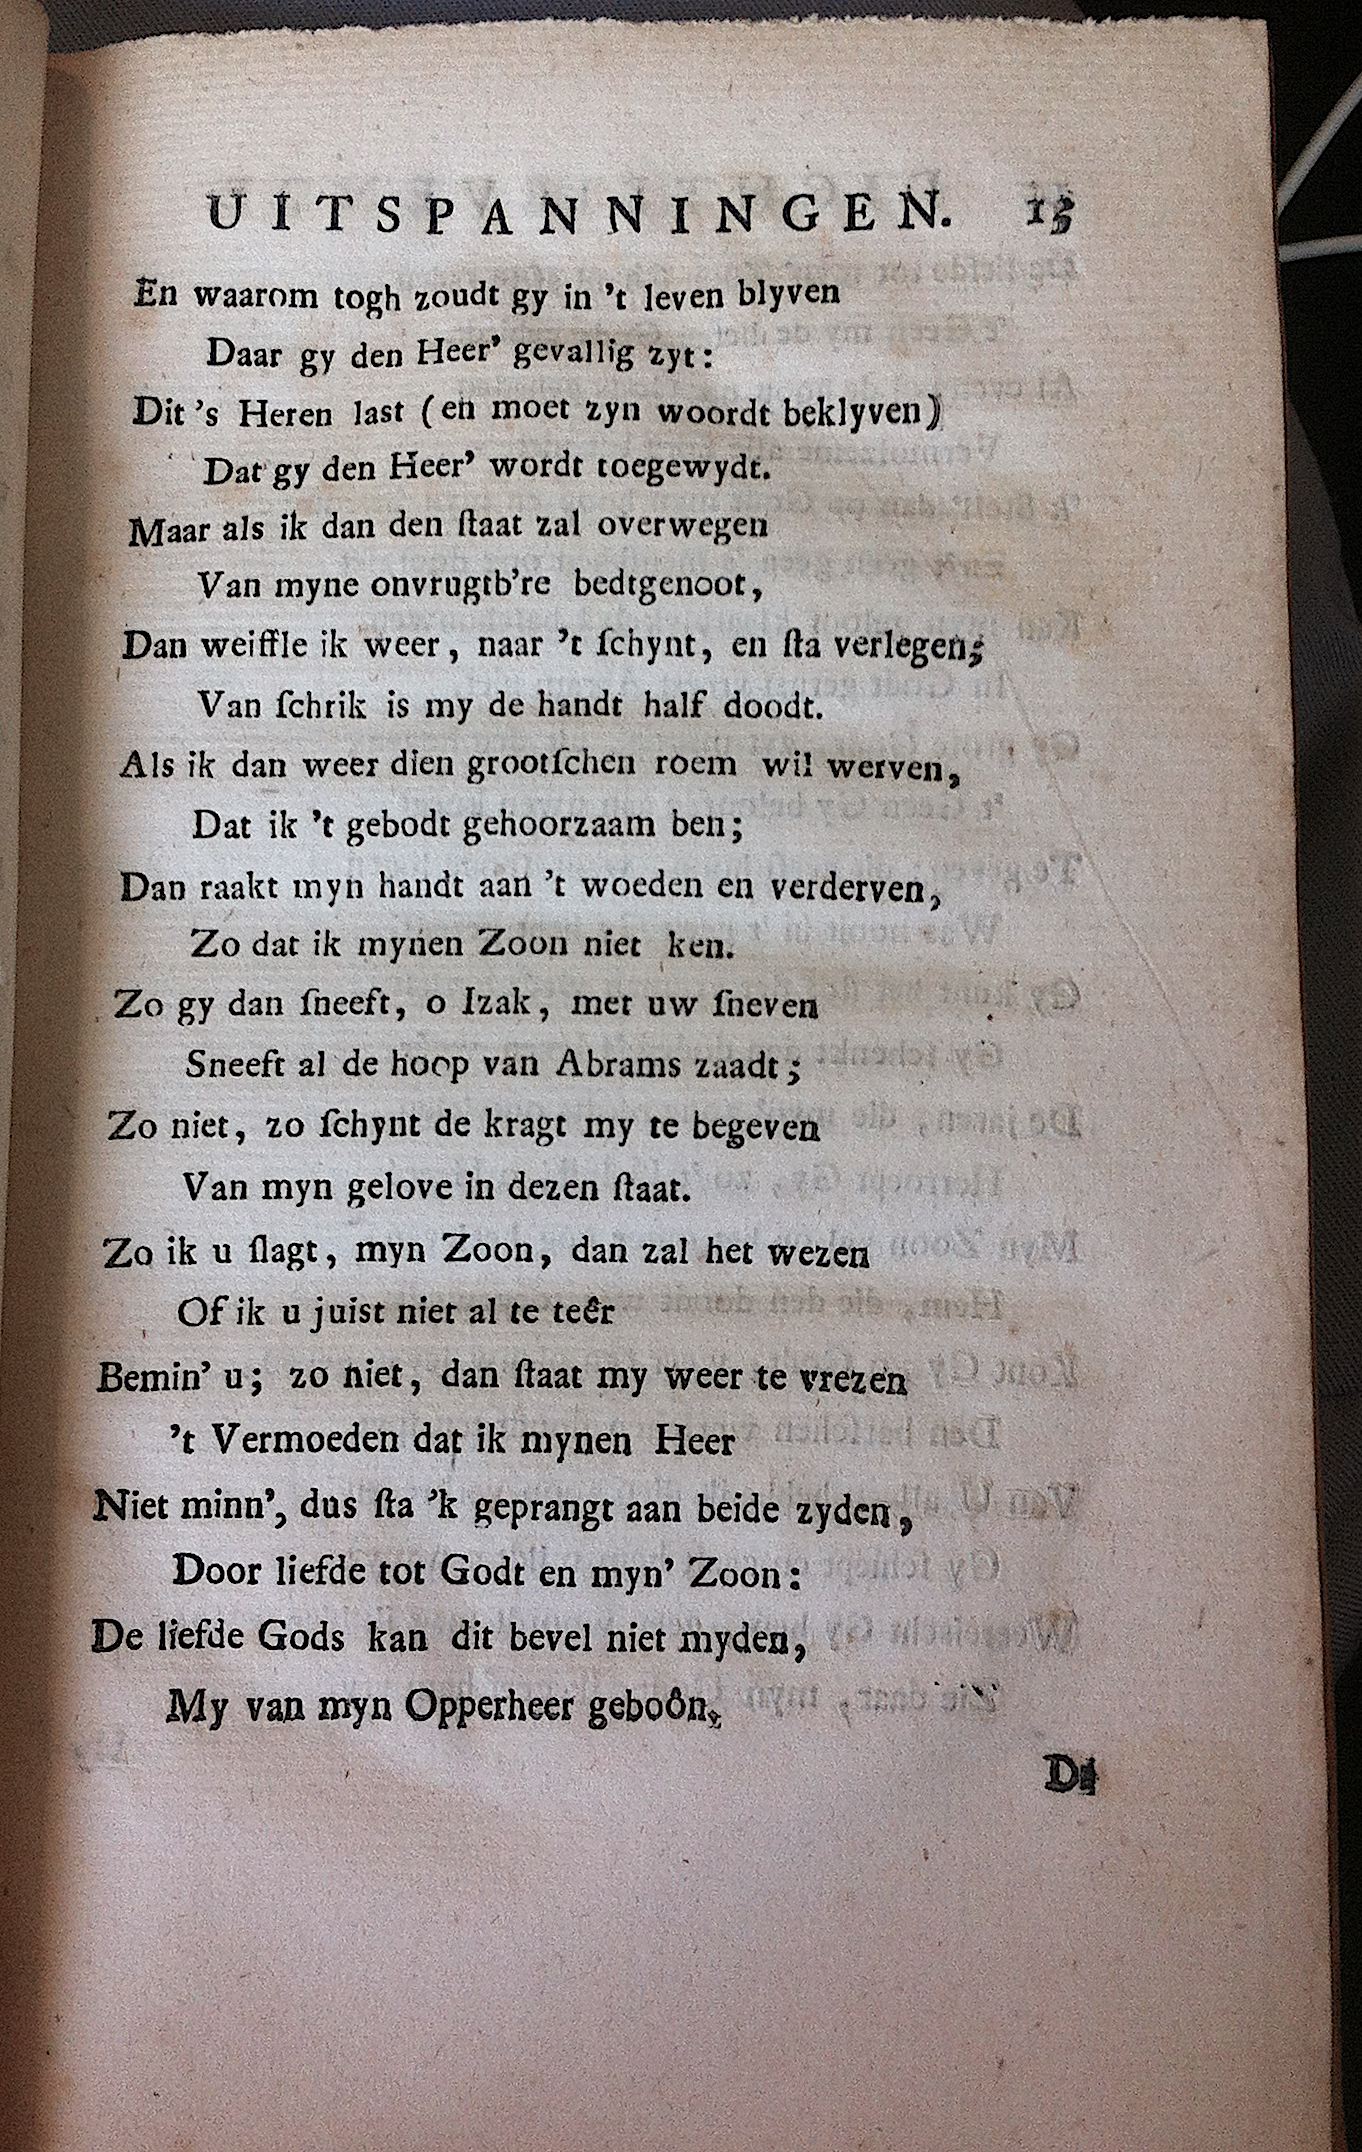 UITSPANNINGEN. 13
En waarom togh zoudt gy in 't leven blyven
Daar gy den Heer' gevallig zyt:
Dit 's Heren last (en moet zyn woordt beklyven)
Dat gy den Heer' wordt toegewydt.
Maar als ik dan den ſtaat zal overwegen
Van myne onvrugtb're bedtgenoot,
Dan weiffle ik weer, naar 't ſchynt, en ſta verlegen;
Van ſchrik is my de handt half doodt.
Als ik dan weer dien grootſchen roem wil werven,
Dat ik 't gebodt gehoorzaam ben;
Dan raakt myn handt aan 't woeden en verderven,
Zo dat ik mynen Zoon niet ken.
Zo gy dan ſneeft, o Izak, met uw ſneven
Sneeft al de hoop van Abrams zaadt;
Zo niet, zo ſchynt de kragt my te begeven
Van myn gelove in dezen ſtaat.
Zo ik u ſlagt, myn Zoon, dan zal het wezen
Of ik u juist niet al te teêr
Bemin' u; zo niet, dan ſtaat my weer te vrezen
't Vermoeden dat ik mynen Heer
Niet minn', dus ſta 'k geprangt aan beide zyden,
Door liefde tot Godt en myn' Zoon:
De liefde Gods kan dit bevel niet myden,
My van myn Opperheer geboôn.